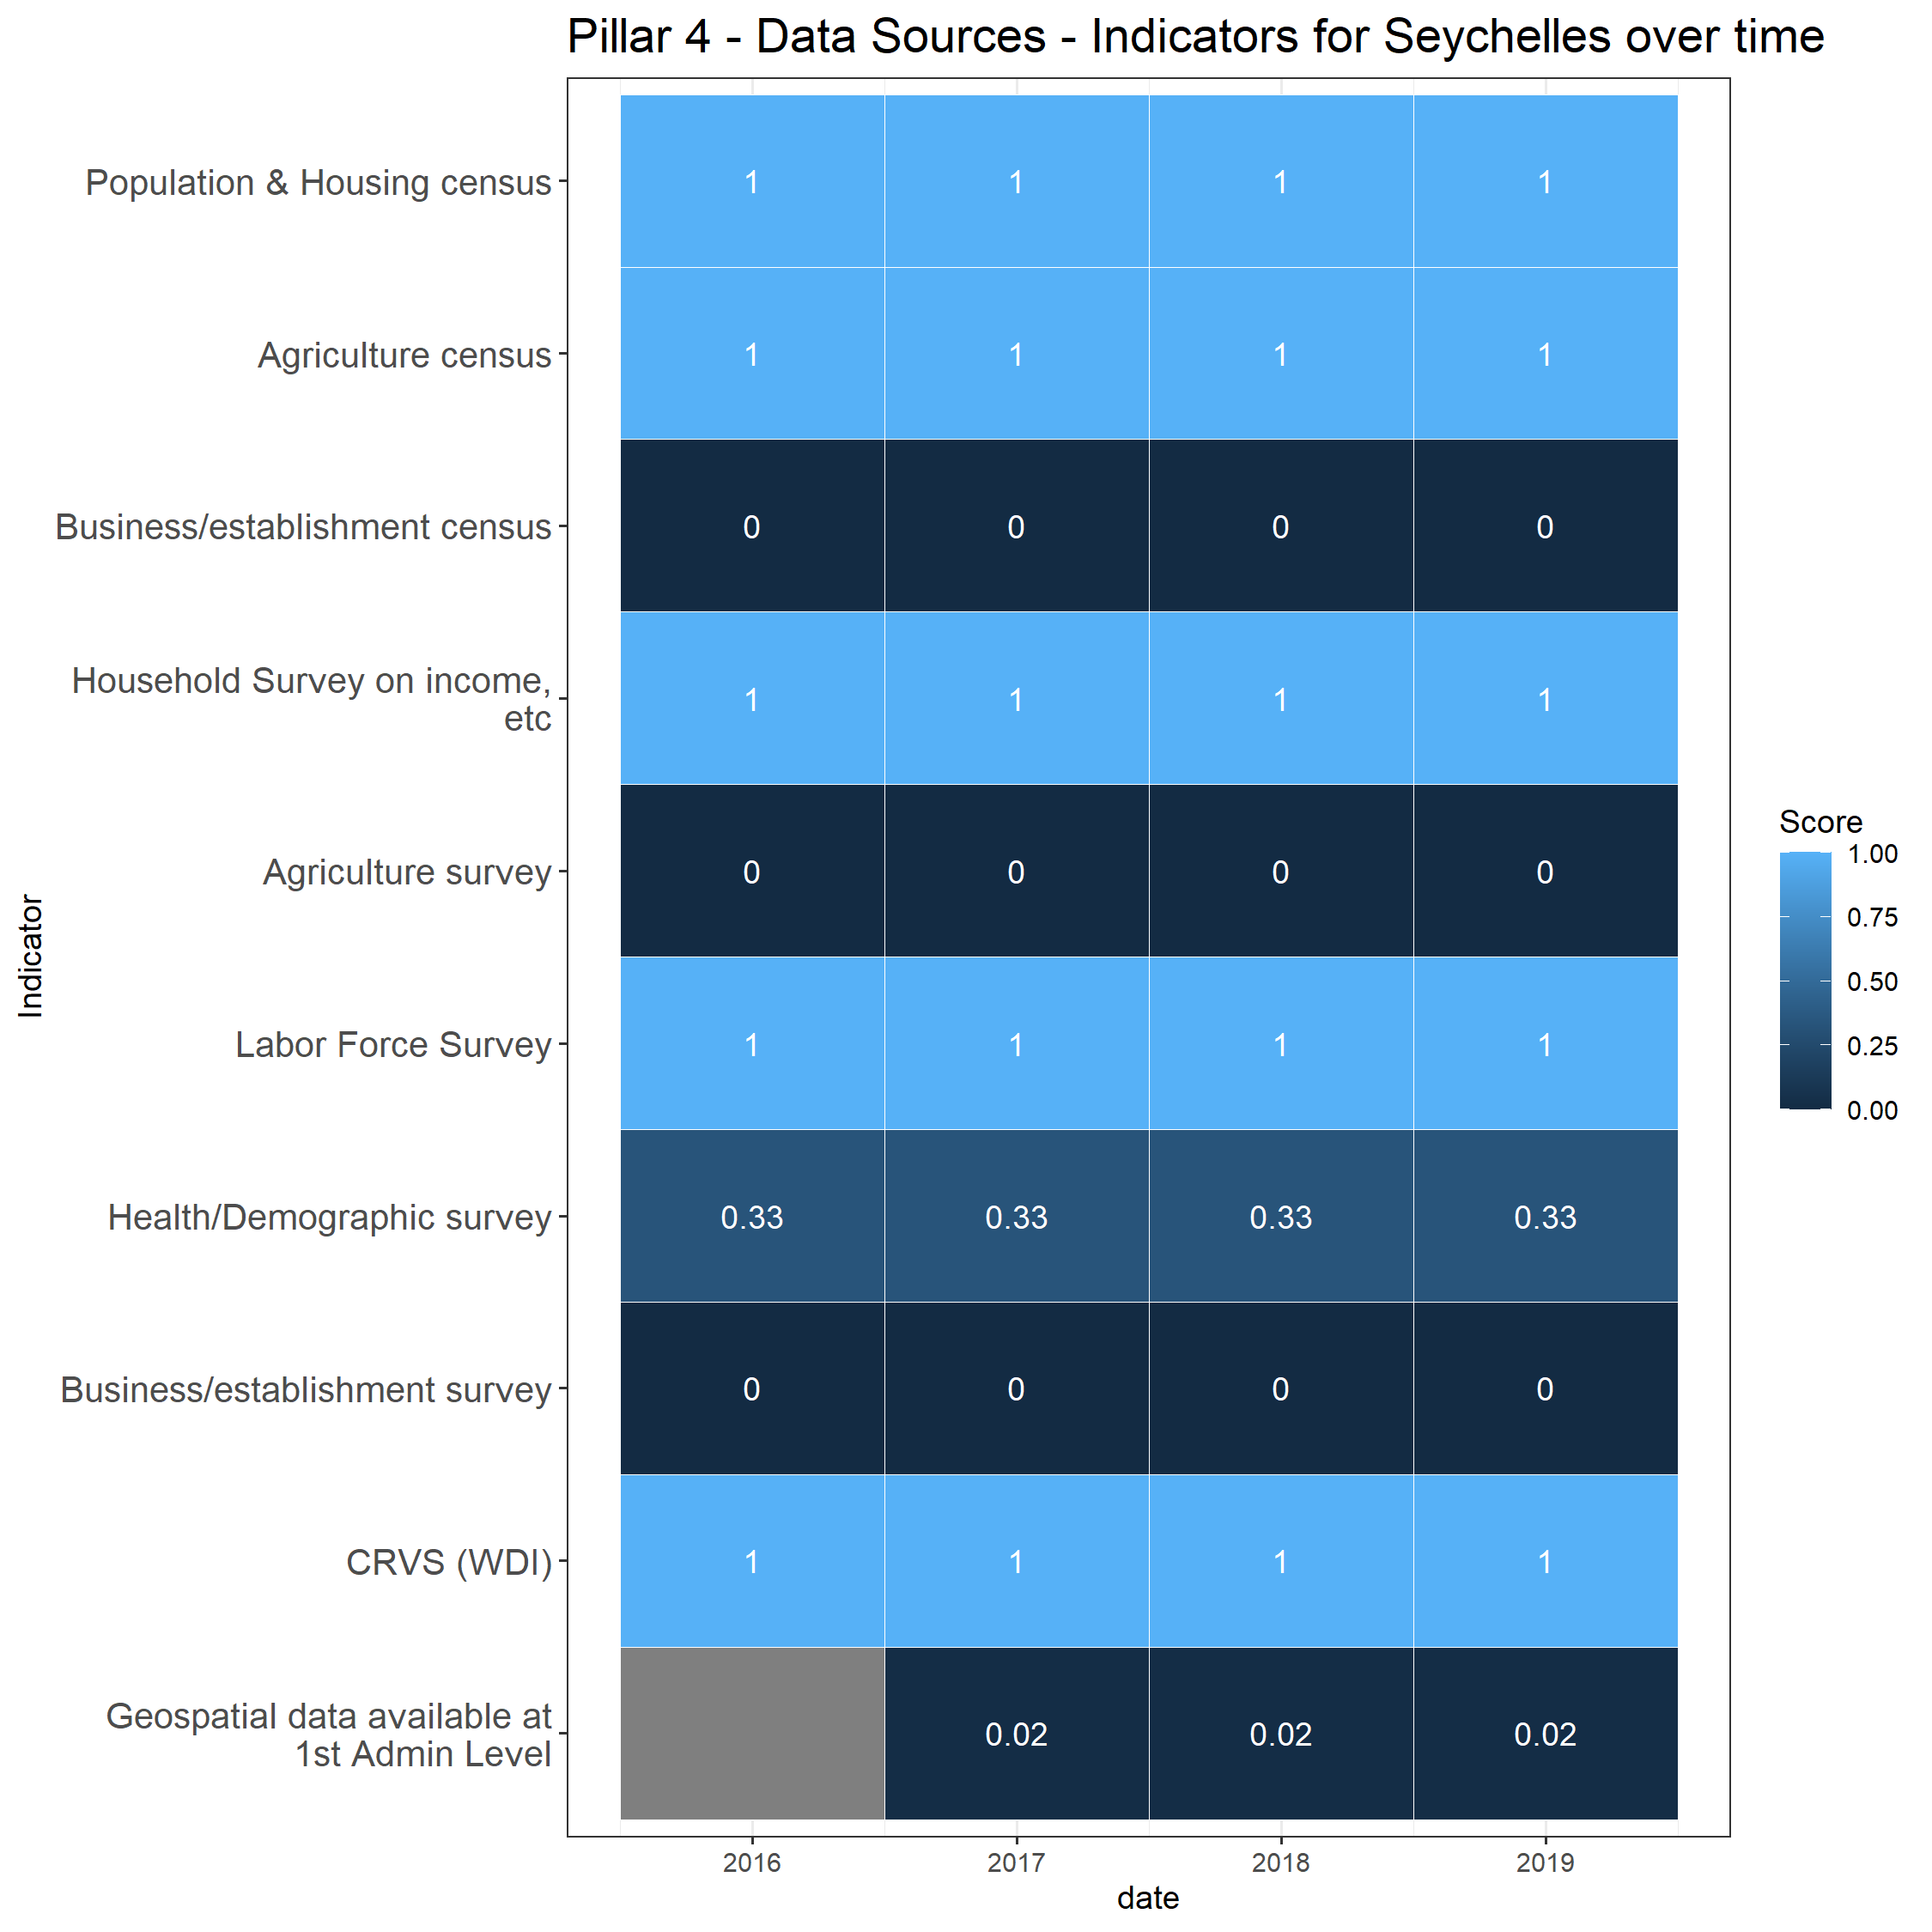 Pillar 4 - Data Sources - Indicators for Seychelles over time
Indicator
Population & Housing census
1 1 1 1
Agriculture census
1 1 1 1
Business/establishment census
0 0 0 0
Household Survey on income,
etc
1 1 1 1
Agriculture survey
0 0 0 0
Labor Force Survey
1 1 1 1
Health/Demographic survey
0.33 0.33 0.33 0.33
Business/establishment survey
0 0 0 0
CRVS (WDI)
1 1 1 1
Geospatial data available at
1st Admin Level
0.02 0.02 0.02
2016 2017 2018 2019
date
Score
1.00
0.75
0.50
0.25
0.00